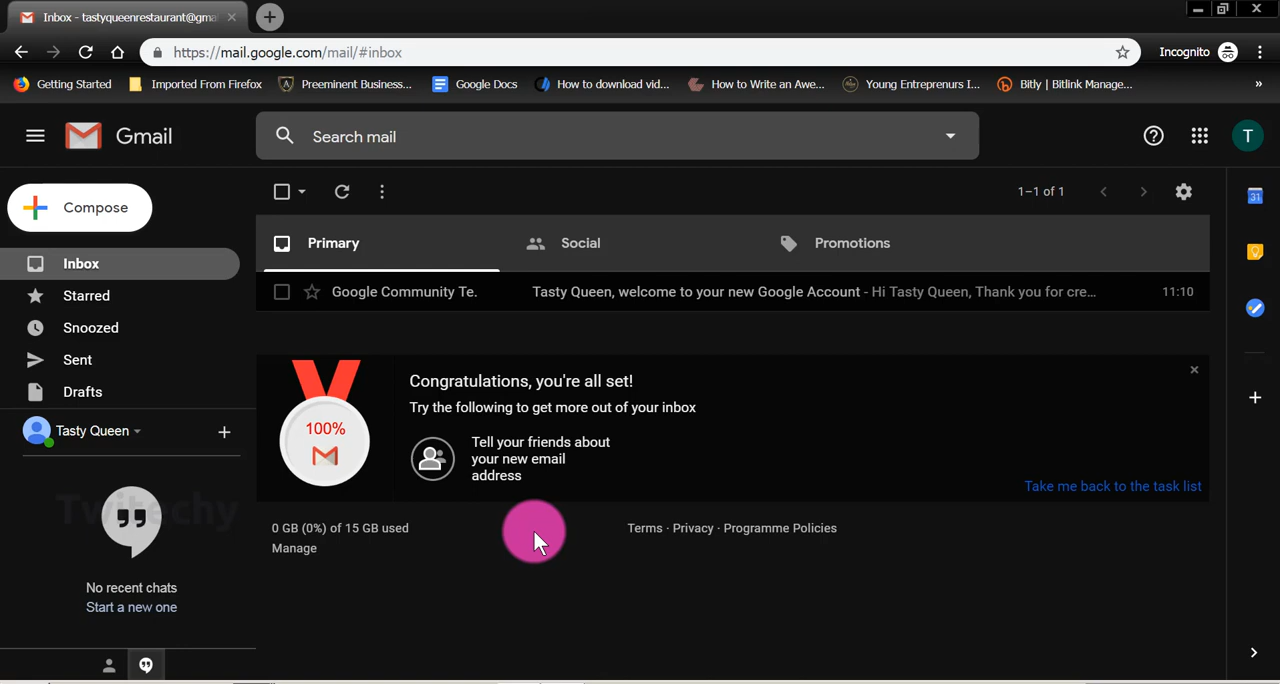 Inbox - tastyqueenrestaurant@gma
https://mail.google.com/mail/#inbox
Incognito
Getting Started
Imported From Firefox
Preeminent Business...
Google Docs
How to download vid...
How to Write an Awe...
Young Entreprenurs I...
Bitly | Bitlink Manage...
»
Gmail
Search mail
T
Compose
1–1 of 1
31
Primary
Social
Promotions
Inbox
Starred
Snoozed
Sent
Drafts
Google Community Te.
Tasty Queen, welcome to your new Google Account - Hi Tasty Queen, Thank you for cre...
11:10
100%
Congratulations, you're all set!
Try the following to get more out of your inbox
Tell your friends about
your new email
address
Take me back to the task list
Tasty Queen
Twitechy
0 GB (0%) of 15 GB used
Manage
Terms · Privacy · Programme Policies
No recent chats
Start a new one